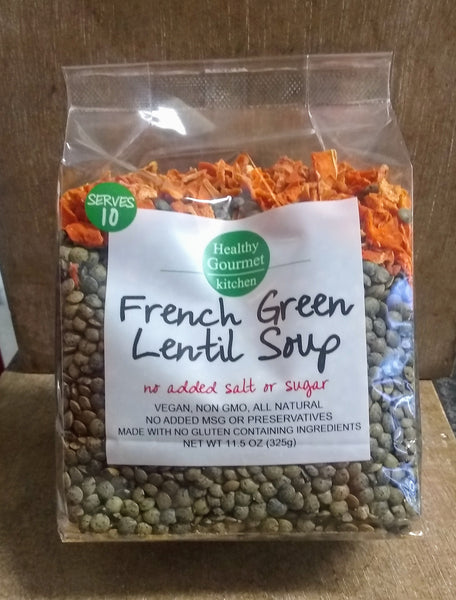 SERVES
10
Healthy
Gourmet
kitchen
French Green
Lentil Soup
no added salt or sugar
VEGAN, NON GMO, ALL NATURAL
NO ADDED MSG OR PRESERVATIVES
MADE WITH NO GLUTEN CONTAINING INGREDIENTS
NET WT 11.5 OZ (325g)